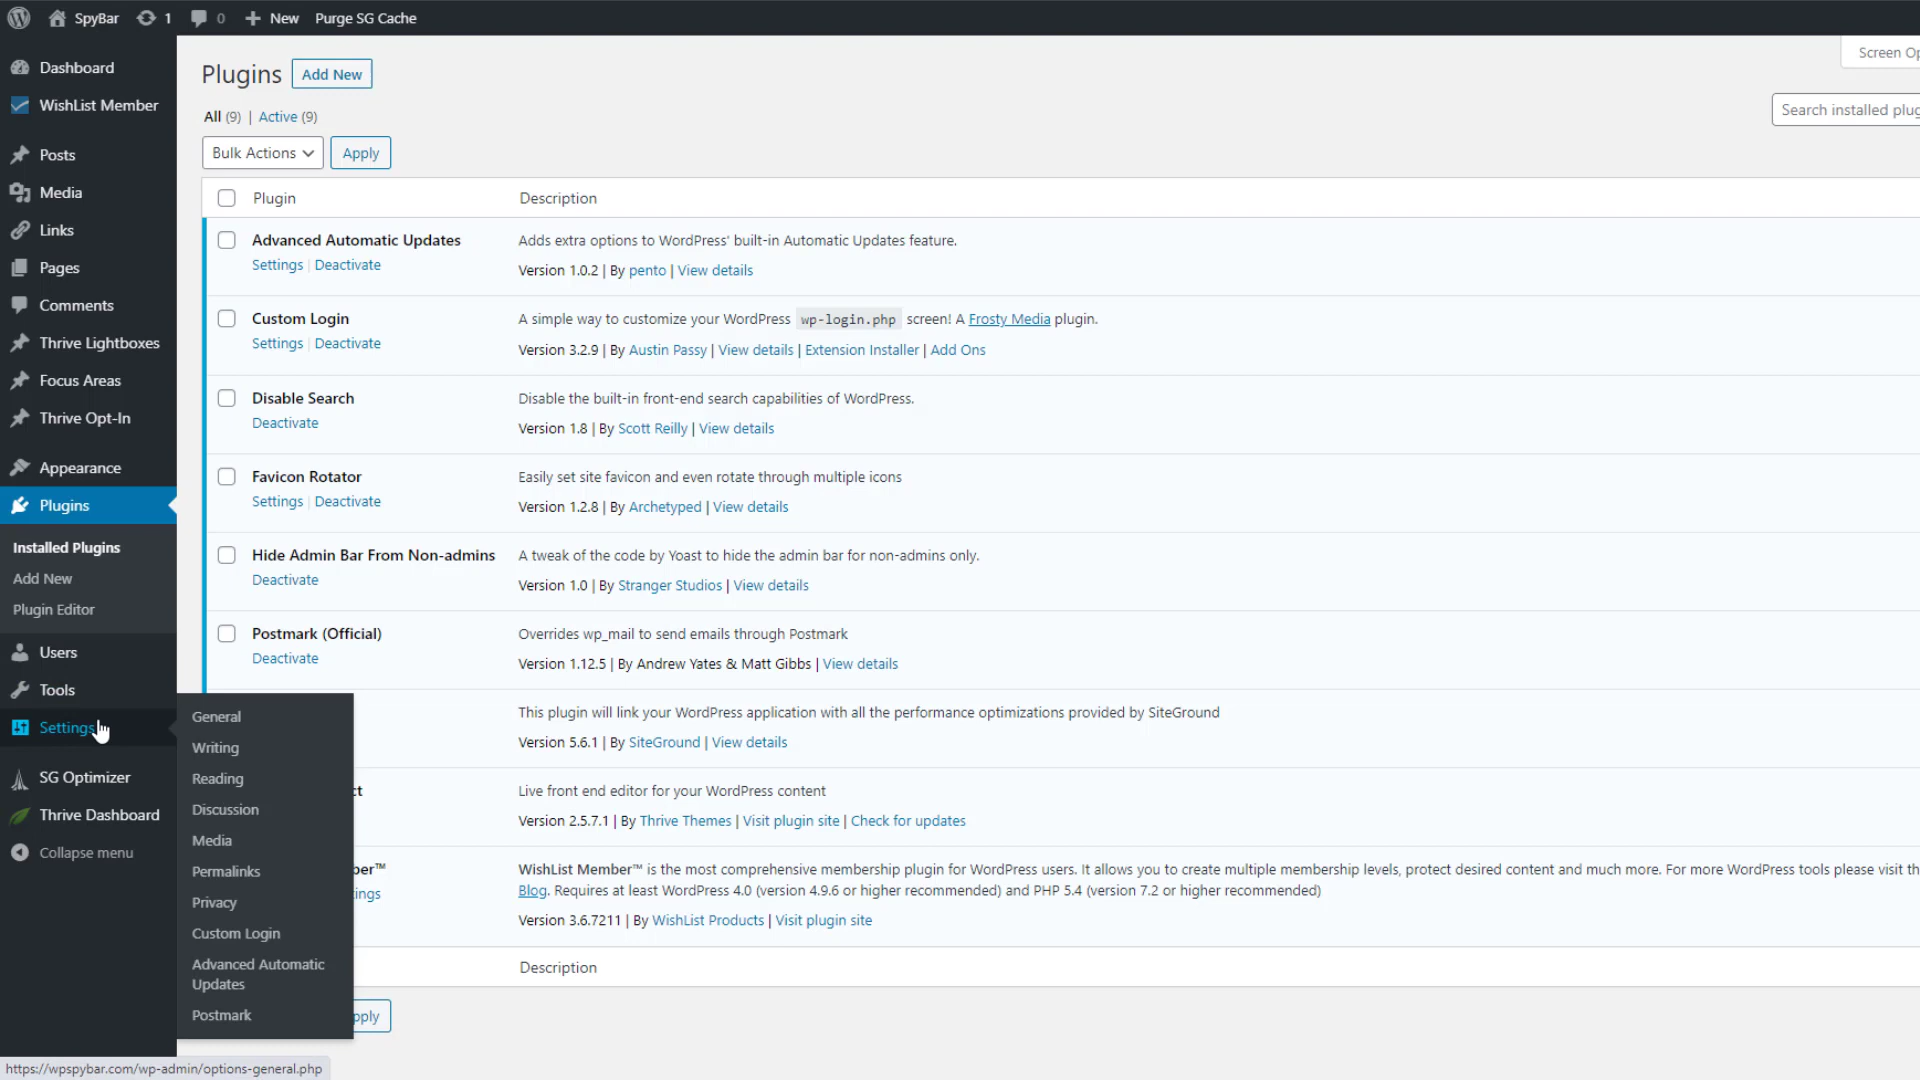 SpyBar 1 0 New Purge SG Cache
Dashboard
WishList Member
Posts
Media
Links
Pages
Comments
Thrive Lightboxes
Focus Areas
Thrive Opt-In
Appearance
Plugins
Installed Plugins
Add New
Plugin Editor
Users
Tools
Settings
SG Optimizer
Thrive Dashboard
Collapse menu
General
Writing
Reading
Discussion
Media
Permalinks
Privacy
Custom Login
Advanced Automatic
Updates
Postmark
Screen Op
Plugins Add New
All (9) | Active (9)
Search installed plug
Bulk Actions Apply
Plugin Description
Advanced Automatic Updates
Settings | Deactivate
Adds extra options to WordPress' built-in Automatic Updates feature.
Version 1.0.2 | By pento | View details
Custom Login
Settings | Deactivate
A simple way to customize your WordPress wp-login.php screen! A Frosty Media plugin.
Version 3.2.9 | By Austin Passy | View details | Extension Installer | Add Ons
Disable Search
Deactivate
Disable the built-in front-end search capabilities of WordPress.
Version 1.8 | By Scott Reilly | View details
Favicon Rotator
Settings | Deactivate
Easily set site favicon and even rotate through multiple icons
Version 1.2.8 | By Archetyped | View details
Hide Admin Bar From Non-admins
Deactivate
A tweak of the code by Yoast to hide the admin bar for non-admins only.
Version 1.0 | By Stranger Studios | View details
Postmark (Official)
Deactivate
Overrides wp_mail to send emails through Postmark
Version 1.12.5 | By Andrew Yates & Matt Gibbs | View details
This plugin will link your WordPress application with all the performance optimizations provided by SiteGround
Version 5.6.1 | By SiteGround | View details
ct
Live front end editor for your WordPress content
Version 2.5.7.1 | By Thrive Themes | Visit plugin site | Check for updates
ber™
ings
WishList Member™ is the most comprehensive membership plugin for WordPress users. It allows you to create multiple membership levels, protect desired content and much more. For more WordPress tools please visit th
Blog. Requires at least WordPress 4.0 (version 4.9.6 or higher recommended) and PHP 5.4 (version 7.2 or higher recommended)
Version 3.6.7211 | By WishList Products | Visit plugin site
Description
pply
https://wpspybar.com/wp-admin/options-general.php